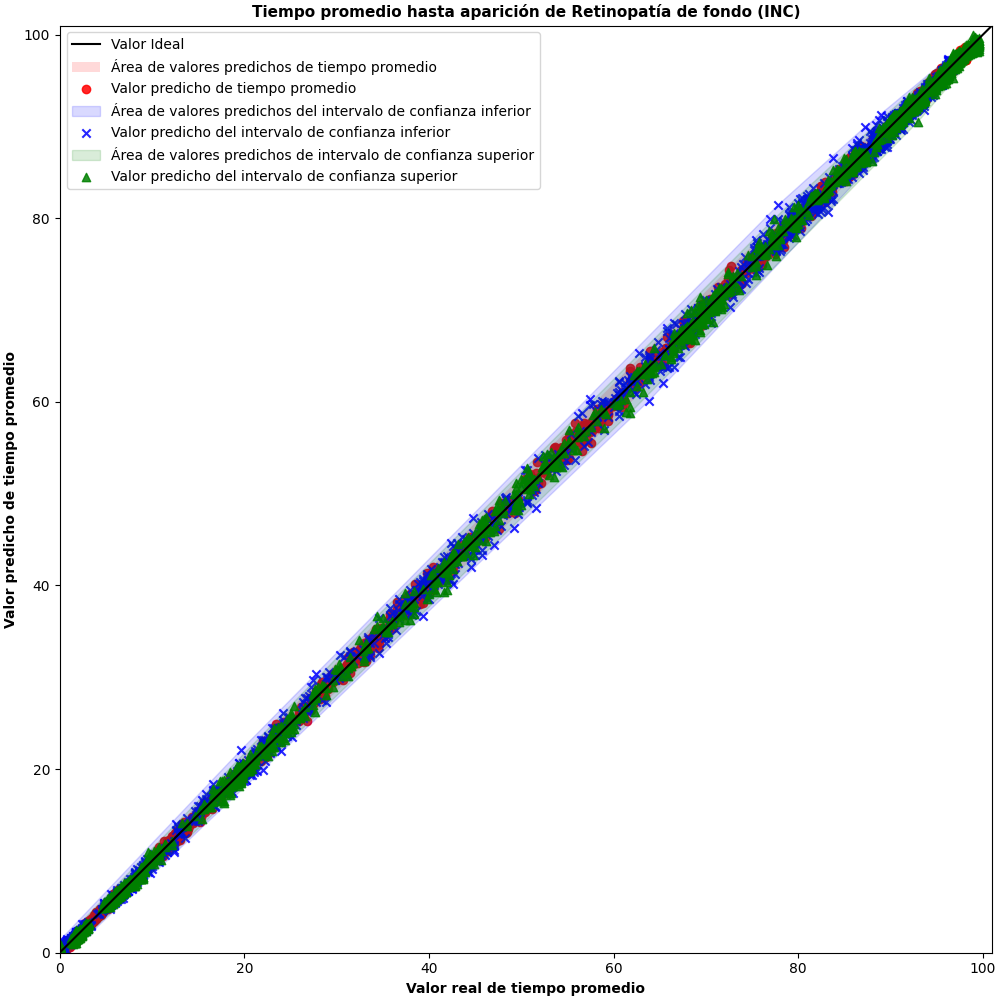 Tiempo promedio hasta aparición de Retinopatía de fondo (INC)
Valor Ideal
Área de valores predichos de tiempo promedio
Valor predicho de tiempo promedio
Área de valores predichos del intervalo de confianza inferior
Valor predicho del intervalo de confianza inferior
Área de valores predichos de intervalo de confianza superior
Valor predicho del intervalo de confianza superior
Valor predicho de tiempo promedio
100
80
60
40
20
0
0 20 40 60 80 100
Valor real de tiempo promedio